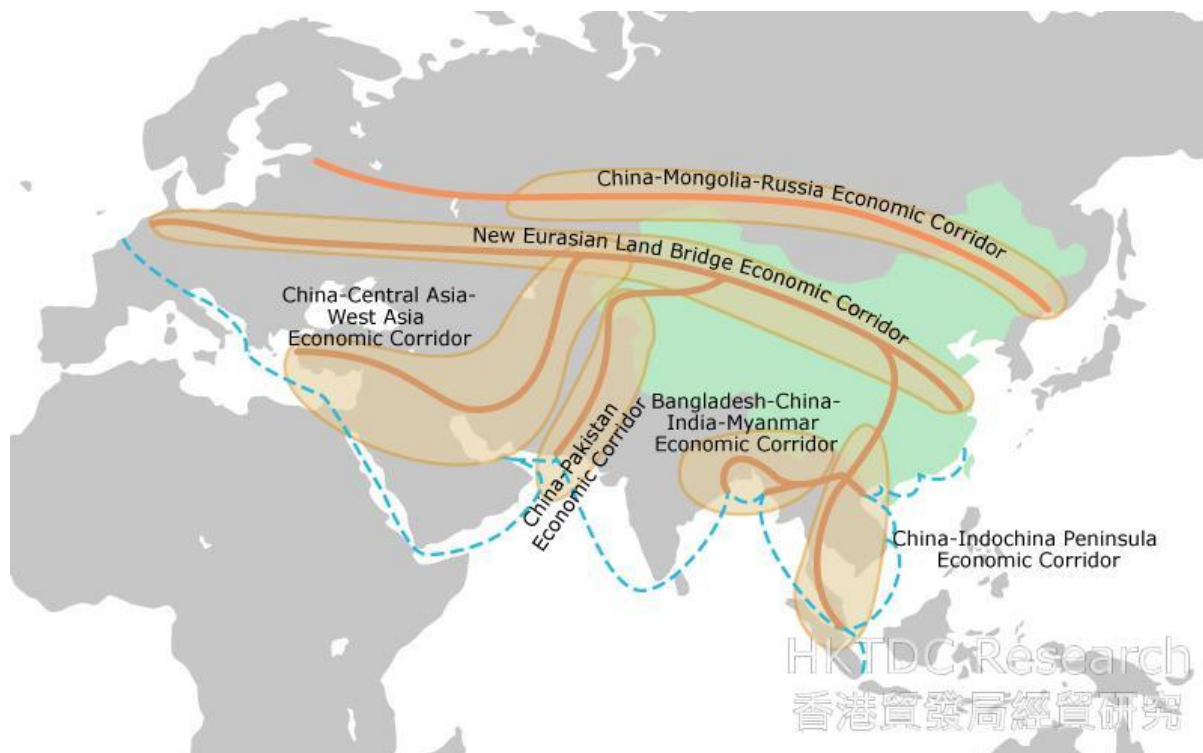 China-Mongolia-Russia Economic Corridor
New Eurasian Land Bridge Economic Corridor
China-Central Asia-
West Asia
Economic Corridor
China-Pakistan
Economic Corridor
Bangladesh-China-
India-Myanmar
Economic Corridor
China-Indochina Peninsula
Economic Corridor
HKTDC Research
香港貿發局經貿研究